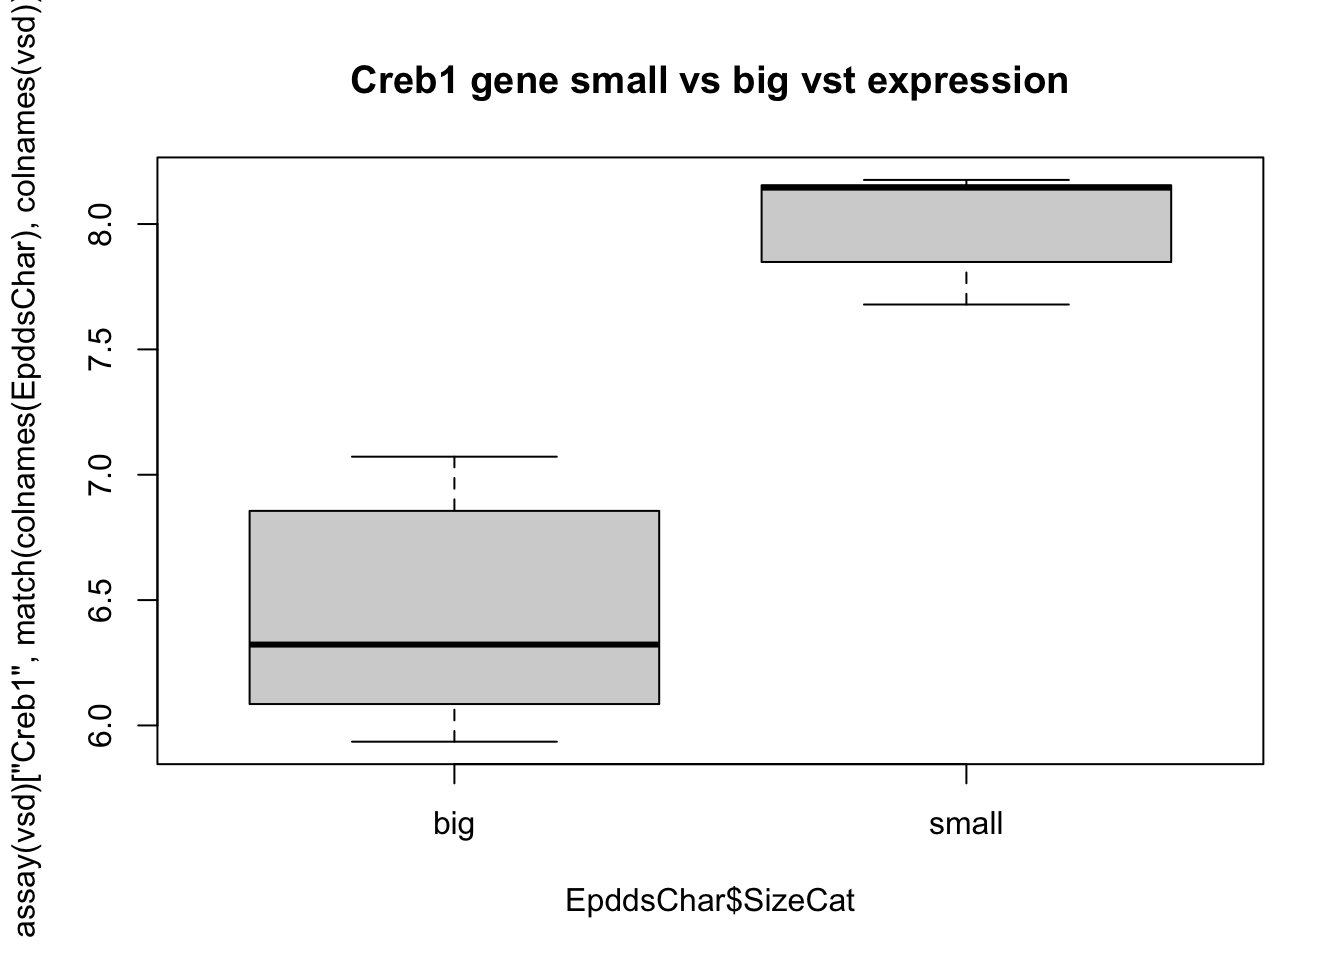 Creb1 gene small vs big vst expression
assay(vsd)["Creb1", match(colnames(EpddsChar), colnames(vsd))
8.0
7.5
7.0
6.5
6.0
big small
EpddsChar$SizeCat